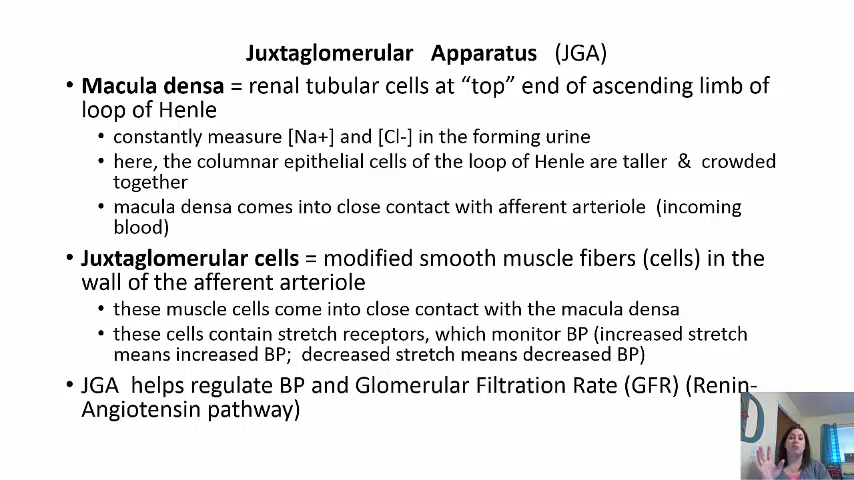 Juxtaglomerular Apparatus (JGA)
• Macula densa = renal tubular cells at “top” end of ascending limb of
loop of Henle
• constantly measure [Na+] and [Cl-] in the forming urine
• here, the columnar epithelial cells of the loop of Henle are taller & crowded
together
• macula densa comes into close contact with afferent arteriole (incoming
blood)
• Juxtaglomerular cells = modified smooth muscle fibers (cells) in the
wall of the afferent arteriole
• these muscle cells come into close contact with the macula densa
• these cells contain stretch receptors, which monitor BP (increased stretch
means increased BP; decreased stretch means decreased BP)
• JGA helps regulate BP and Glomerular Filtration Rate (GFR) (Renin-
Angiotensin pathway)
D